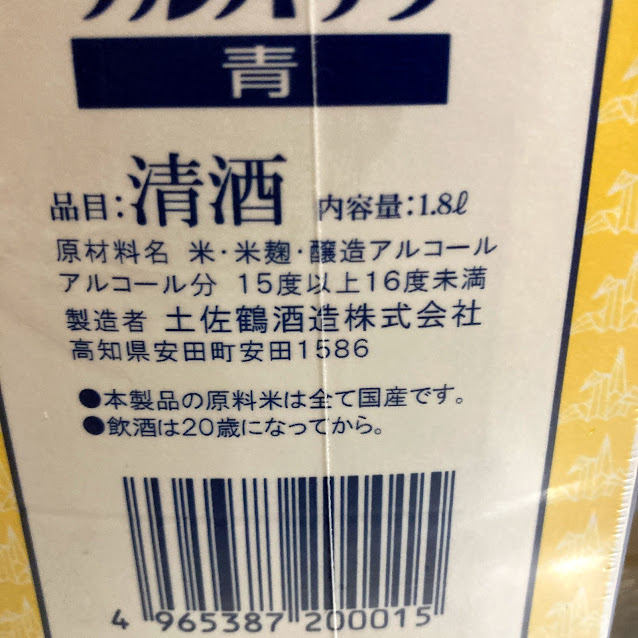 青
品目:清酒 内容量:1.8ℓ
原材料名 米・米麹・醸造アルコール
アルコール分 15度以上16度未満
製造者 土佐鶴酒造株式会社
高知県安田町安田1586
●本製品の原料米は全て国産です。
●飲酒は20歳になってから。
4 965387 200015